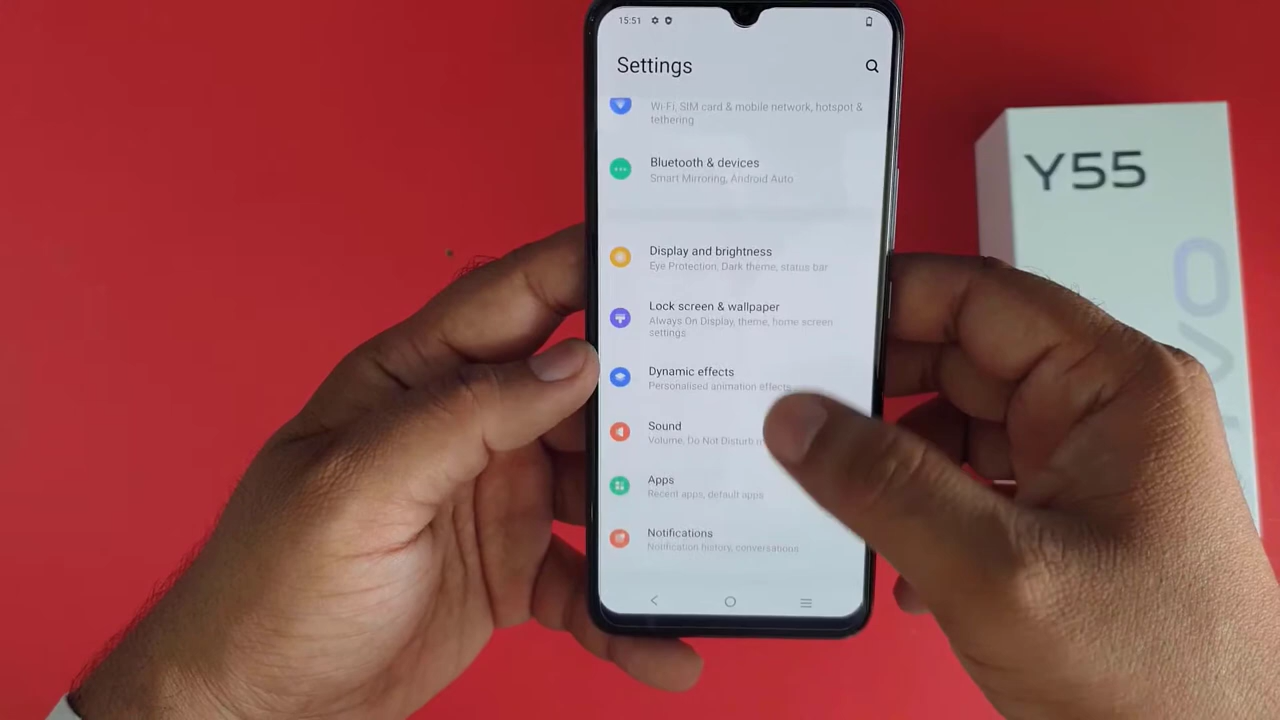 15:51
Settings
Wi-Fi, SIM card & mobile network, hotspot &
tethering
Bluetooth & devices
Smart Mirroring, Android Auto
Display and brightness
Eye Protection, Dark theme, status bar
Lock screen & wallpaper
Always On Display, theme, home screen
settings
Dynamic effects
Personalised animation effects
Sound
Volume, Do Not Disturb
Apps
Recent apps, default apps
Notifications
Notification history, conversations
Y55
vivo